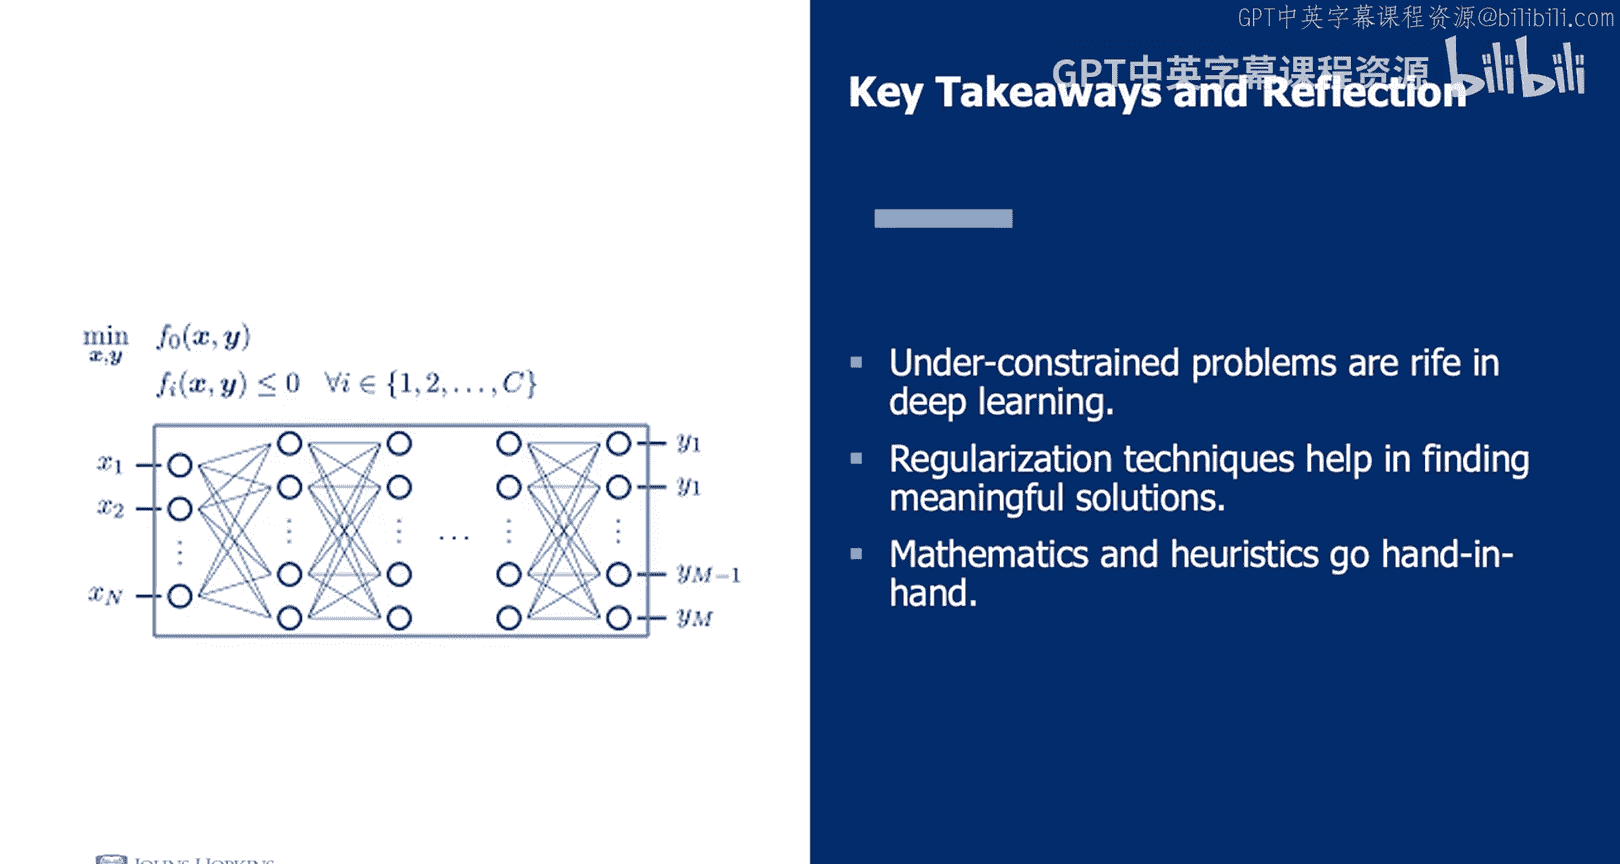 GPT中英字幕课程资源@bilibili.com
GPT中英字幕课程资源 bilibili
Key Takeaways and Reflection
min f₀(x, y)
x,y
fᵢ(x, y) ≤ 0 ∀i ∈ {1, 2, . . . , C}
x₁
x₂
⋮
x_N
. . .
y₁
y₁
⋮
y_{M−1}
y_M
▪ Under-constrained problems are rife in
deep learning.
▪ Regularization techniques help in finding
meaningful solutions.
▪ Mathematics and heuristics go hand-in-
hand.
JOHNS HOPKINS